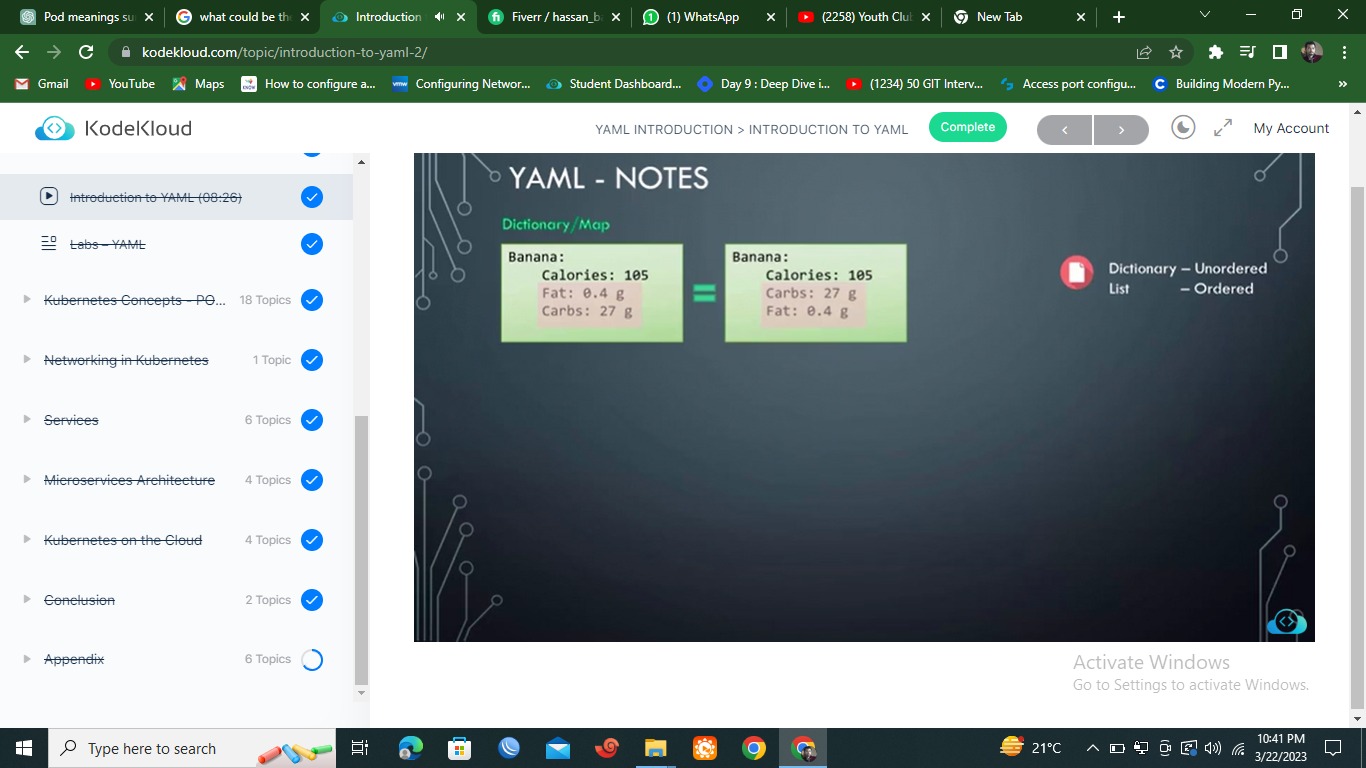 Pod meanings su
what could be th
Introduction
Fiverr / hassan_b
(1) WhatsApp
(2258) Youth Clu
New Tab
kodekloud.com/topic/introduction-to-yaml-2/
Gmail
YouTube
Maps
How to configure a...
Configuring Networ...
Student Dashboard...
Day 9 : Deep Dive i...
(1234) 50 GIT Interv...
Access port configu...
Building Modern Py...
»
KodeKloud
YAML INTRODUCTION > INTRODUCTION TO YAML
Complete
My Account
Introduction to YAML (08:26)
Labs – YAML
Kubernetes Concepts - PO... 18 Topics
Networking in Kubernetes 1 Topic
Services 6 Topics
Microservices Architecture 4 Topics
Kubernetes on the Cloud 4 Topics
Conclusion 2 Topics
Appendix 6 Topics
YAML - NOTES
Dictionary/Map
Banana:
Calories: 105
Fat: 0.4 g
Carbs: 27 g
=
Banana:
Calories: 105
Carbs: 27 g
Fat: 0.4 g
Dictionary – Unordered
List – Ordered
Activate Windows
Go to Settings to activate Windows.
Type here to search
21°C
10:41 PM
3/22/2023